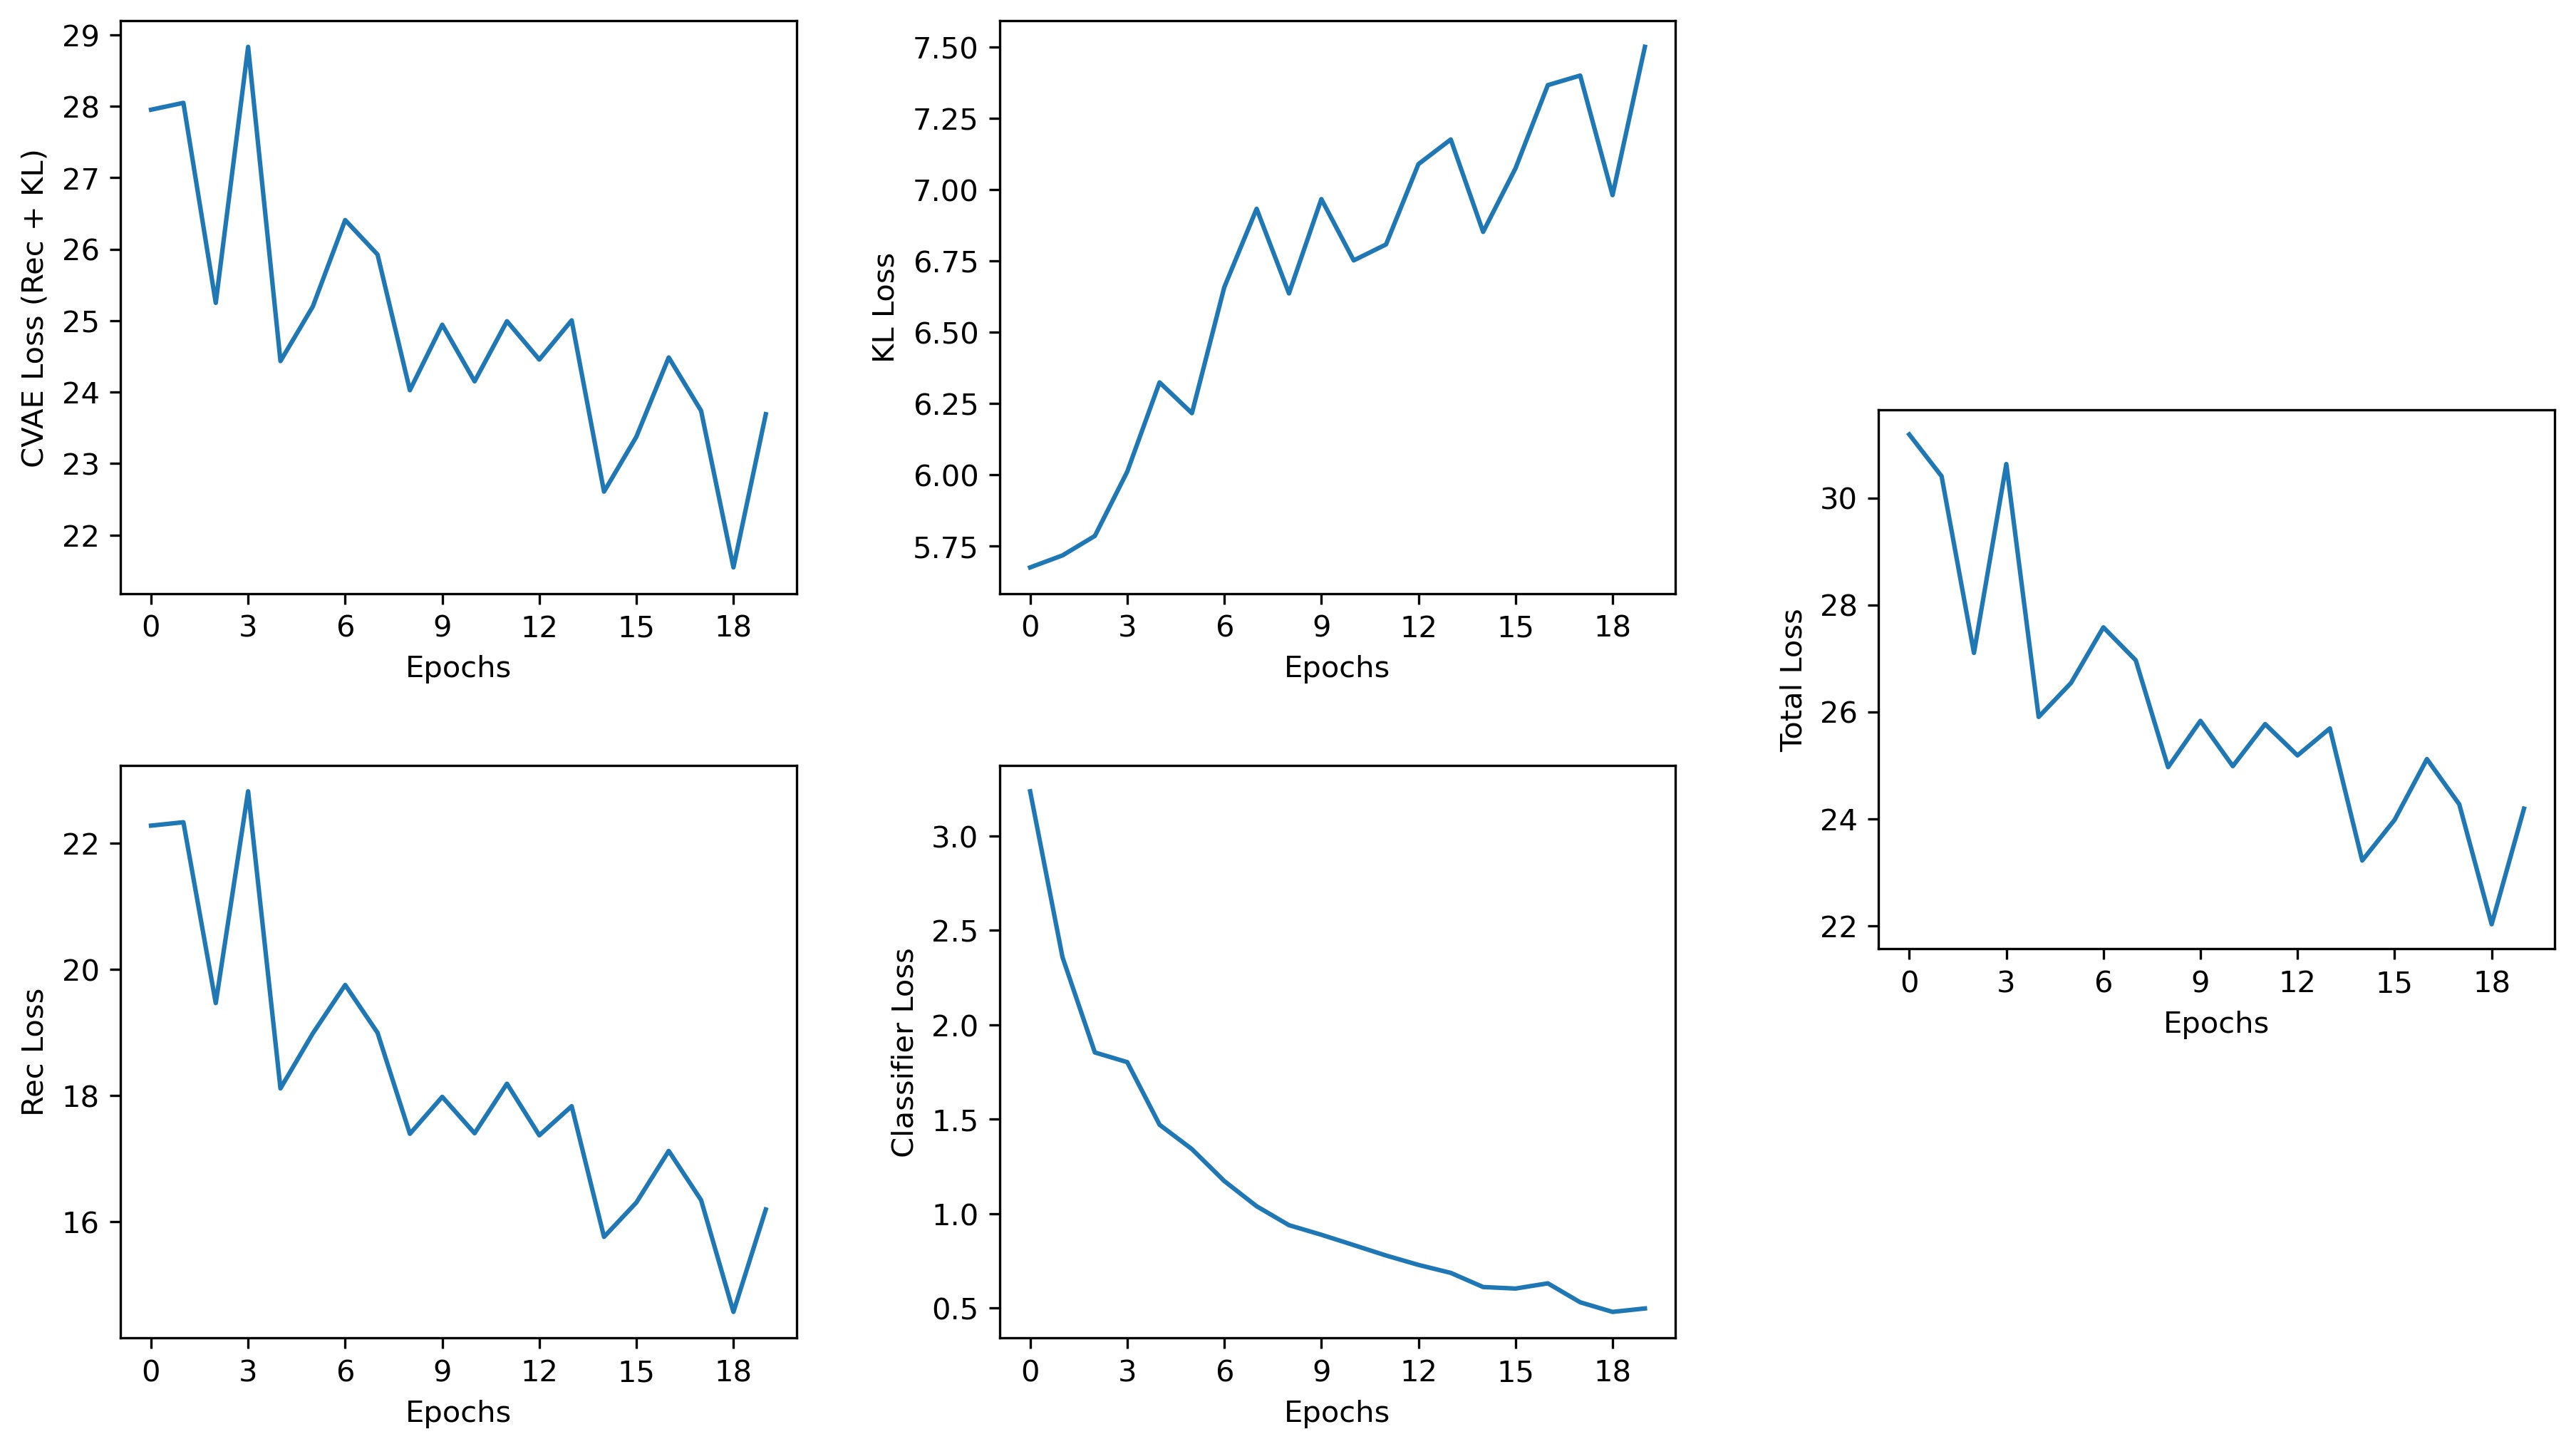 CVAE Loss (Rec + KL)
29
28
27
26
25
24
23
22
0 3 6 9 12 15 18
Epochs
KL Loss
7.50
7.25
7.00
6.75
6.50
6.25
6.00
5.75
0 3 6 9 12 15 18
Epochs
Rec Loss
22
20
18
16
0 3 6 9 12 15 18
Epochs
Classifier Loss
3.0
2.5
2.0
1.5
1.0
0.5
0 3 6 9 12 15 18
Epochs
Total Loss
30
28
26
24
22
0 3 6 9 12 15 18
Epochs